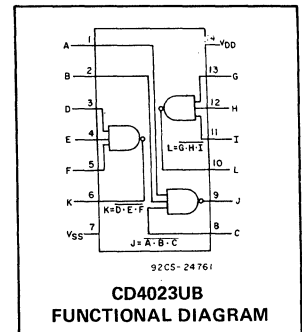 A 1
4 VDD
B 2
13 G
D 3
12 H
E 4
11 I
L=G·H·I
F 5
10 L
K 6
9 J
K=D·E·F
VSS 7
8 C
J=A·B·C
92CS-24761
CD4023UB
FUNCTIONAL DIAGRAM